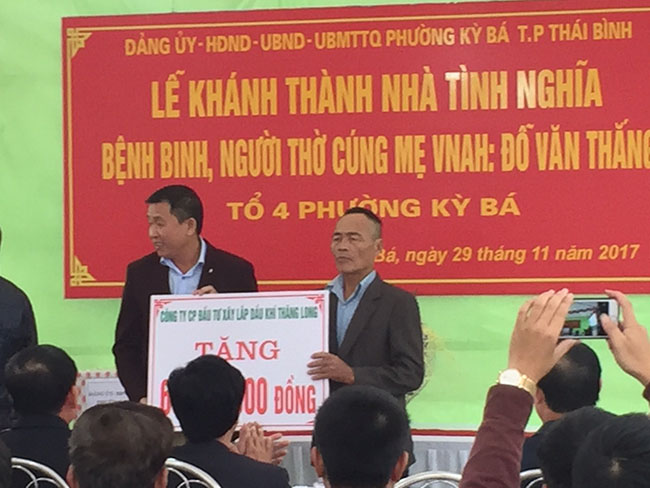 ĐẢNG ỦY-HĐND-UBND-UBMTTQ PHƯỜNG KỲ BÁ T.P THÁI BÌNH
LỄ KHÁNH THÀNH NHÀ TÌNH NGHĨA
BỆNH BINH, NGƯỜI THỜ CÚNG MẸ VNAH: ĐỖ VĂN THẮNG
TỔ 4 PHƯỜNG KỲ BÁ
Bá, ngày 29 tháng 11 năm 2017
CÔNG TY CP ĐẦU TƯ XÂY LẮP DẦU KHÍ THĂNG LONG
TẶNG
ĐỒNG